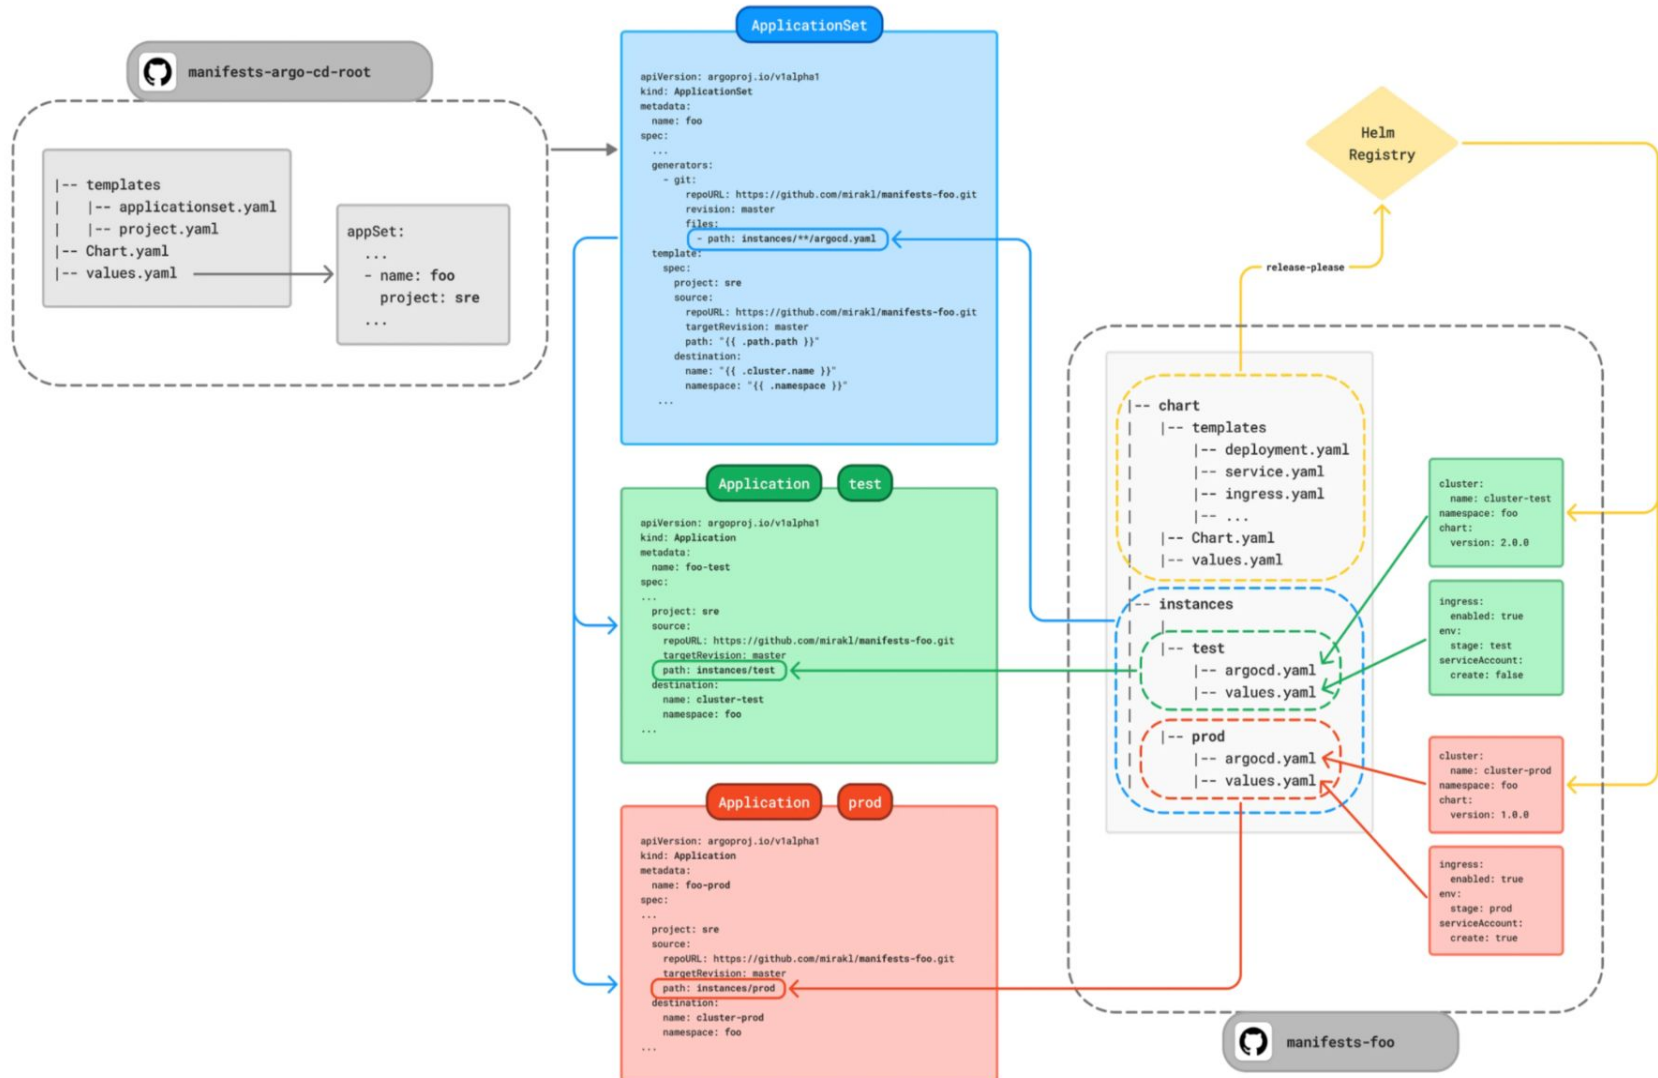 manifests-argo-cd-root
|-- templates
|   |-- applicationset.yaml
|   |-- project.yaml
|-- Chart.yaml
|-- values.yaml
appSet:
  ...
  - name: foo
    project: sre
  ...
ApplicationSet
apiVersion: argoproj.io/v1alpha1
kind: ApplicationSet
metadata:
  name: foo
spec:
  ...
  generators:
    - git:
        repoURL: https://github.com/mirakl/manifests-foo.git
        revision: master
        files:
          - path: instances/**/argocd.yaml
  template:
    spec:
      project: sre
      source:
        repoURL: https://github.com/mirakl/manifests-foo.git
        targetRevision: master
        path: "{{ .path.path }}"
      destination:
        name: "{{ .cluster.name }}"
        namespace: "{{ .namespace }}"
   ...
Application
test
apiVersion: argoproj.io/v1alpha1
kind: Application
metadata:
  name: foo-test
spec:
...
  project: sre
  source:
    repoURL: https://github.com/mirakl/manifests-foo.git
    targetRevision: master
    path: instances/test
  destination:
    name: cluster-test
    namespace: foo
...
Application
prod
apiVersion: argoproj.io/v1alpha1
kind: Application
metadata:
  name: foo-prod
spec:
...
  project: sre
  source:
    repoURL: https://github.com/mirakl/manifests-foo.git
    targetRevision: master
    path: instances/prod
  destination:
    name: cluster-prod
    namespace: foo
...
Helm
Registry
release-please
|-- chart
|   |-- templates
|       |-- deployment.yaml
|       |-- service.yaml
|       |-- ingress.yaml
|       |-- ...
|   |-- Chart.yaml
|   |-- values.yaml
|
|-- instances
|   |
|   |-- test
|       |-- argocd.yaml
|       |-- values.yaml
|
|   |-- prod
|       |-- argocd.yaml
|       |-- values.yaml
cluster:
  name: cluster-test
namespace: foo
chart:
  version: 2.0.0
ingress:
  enabled: true
env:
  stage: test
serviceAccount:
  create: false
cluster:
  name: cluster-prod
namespace: foo
chart:
  version: 1.0.0
ingress:
  enabled: true
env:
  stage: prod
serviceAccount:
  create: true
manifests-foo